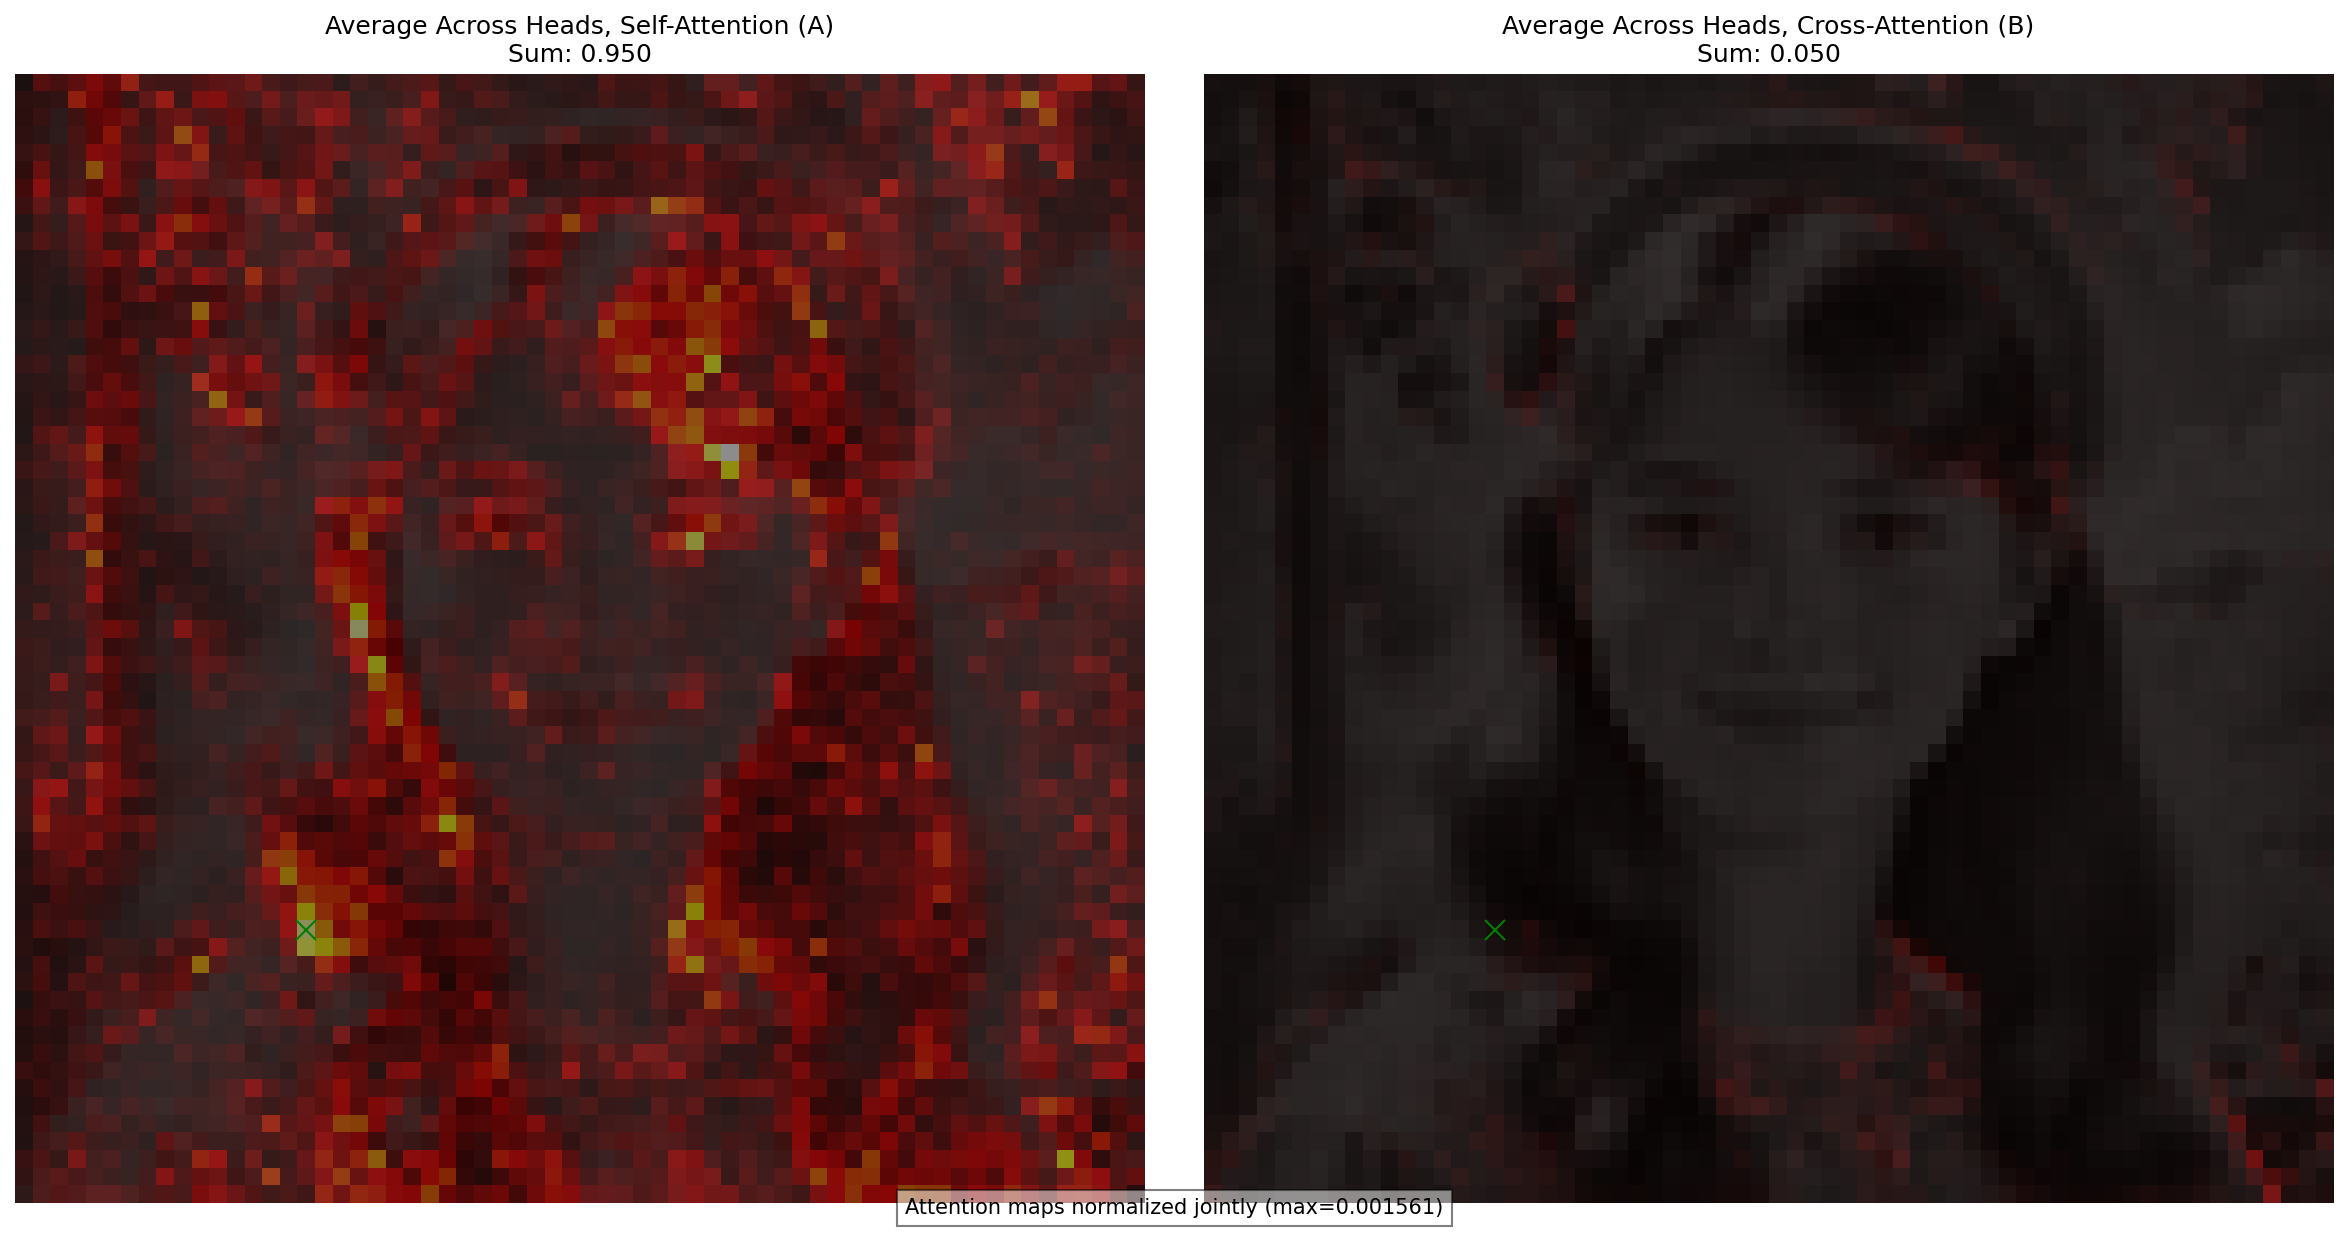 Average Across Heads, Self-Attention (A)
Sum: 0.950
Average Across Heads, Cross-Attention (B)
Sum: 0.050
Attention maps normalized jointly (max=0.001561)